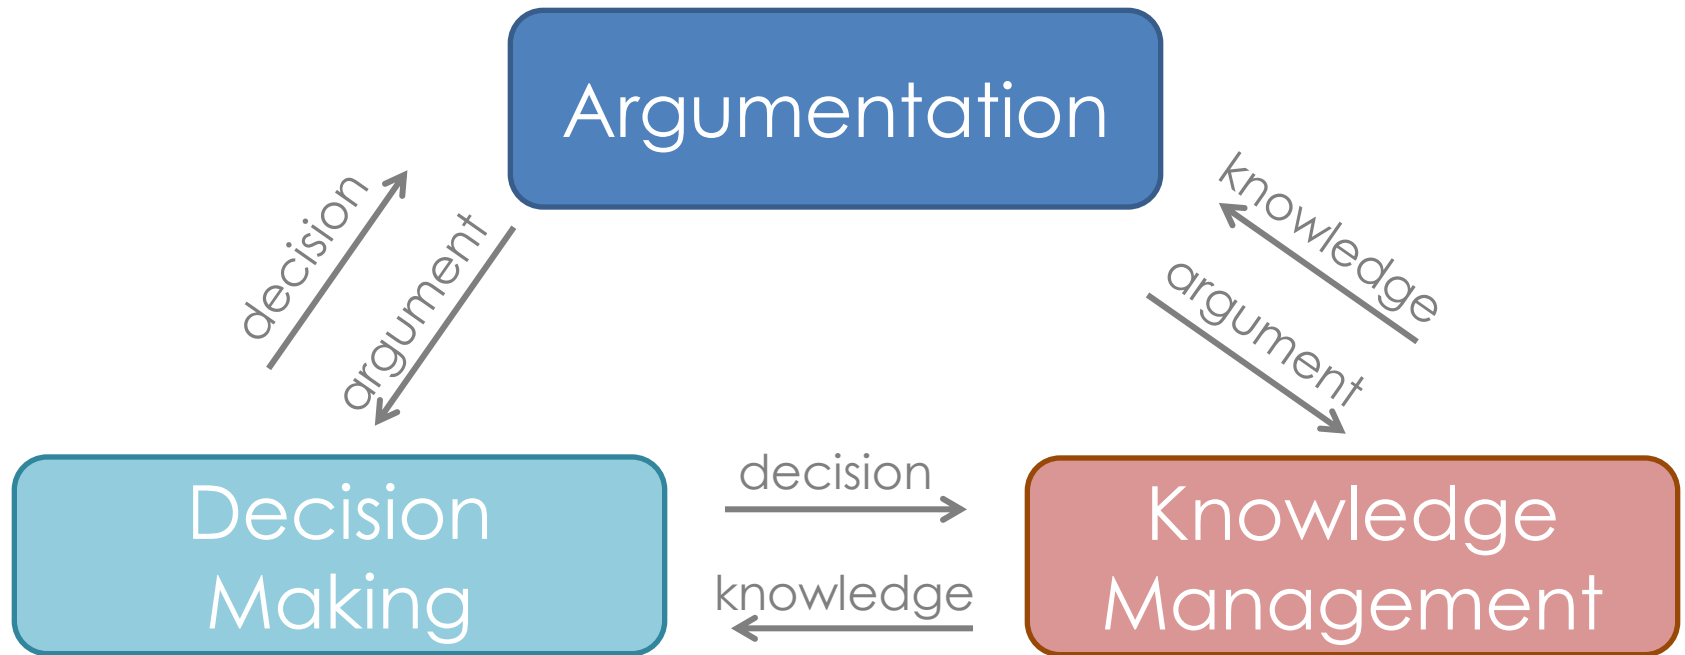 Argumentation
decision
argument
knowledge
argument
decision
knowledge
Decision
Making
Knowledge
Management